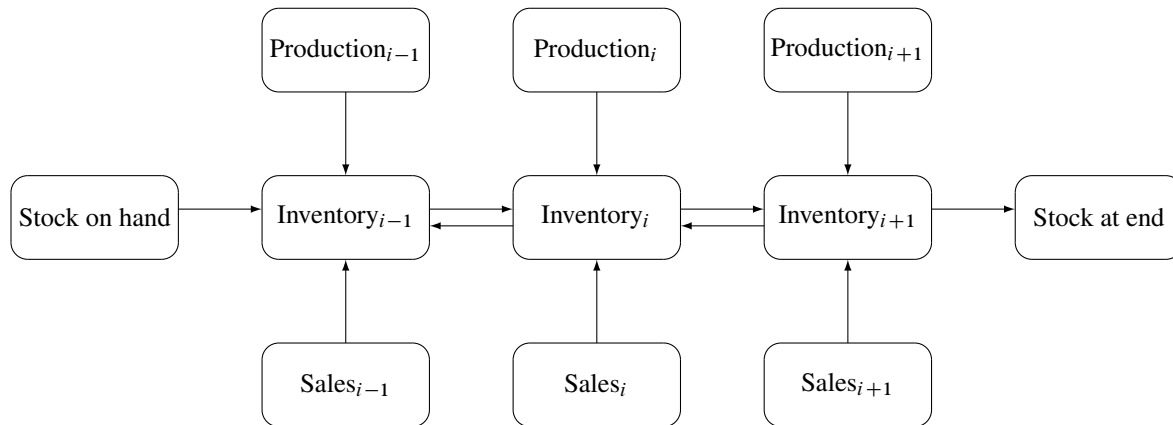 Production_{i−1}
Production_i
Production_{i+1}
Stock on hand
Inventory_{i−1}
Inventory_i
Inventory_{i+1}
Stock at end
Sales_{i−1}
Sales_i
Sales_{i+1}